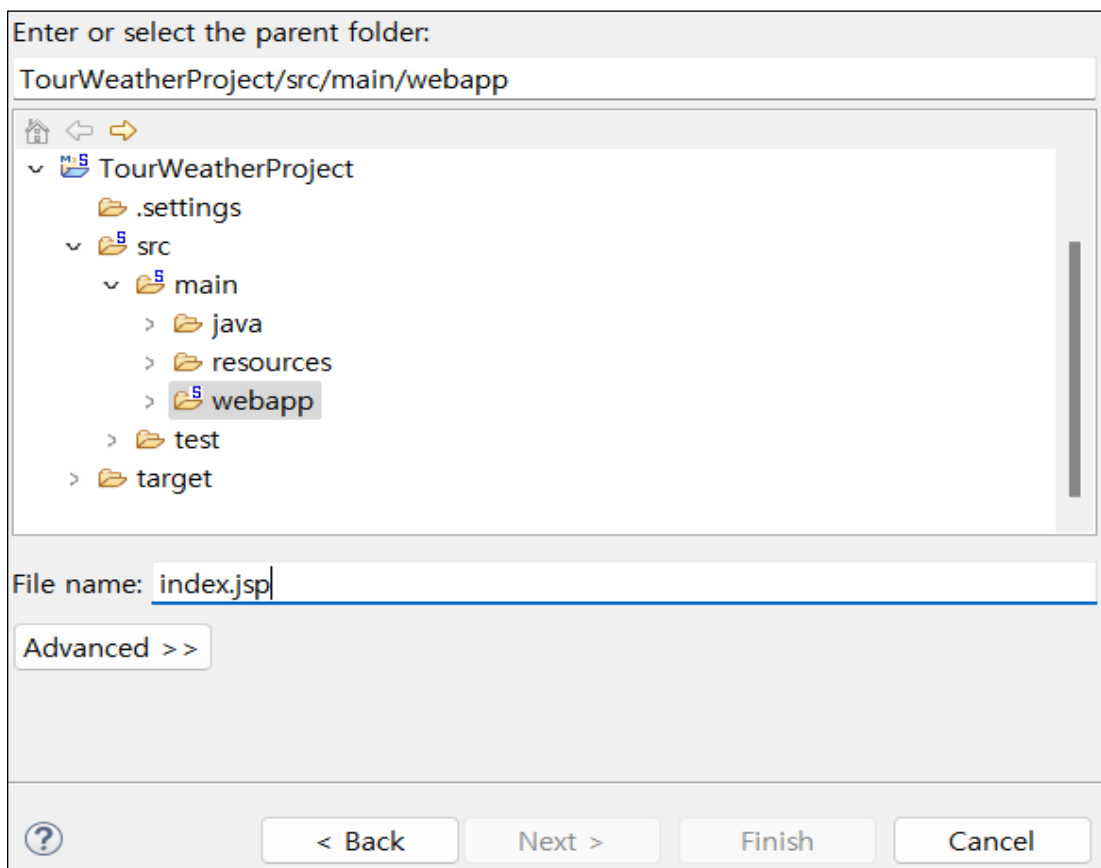 Enter or select the parent folder:
TourWeatherProject/src/main/webapp
TourWeatherProject
.settings
src
main
java
resources
webapp
test
target
File name: index.jsp
Advanced >>
< Back Next > Finish Cancel